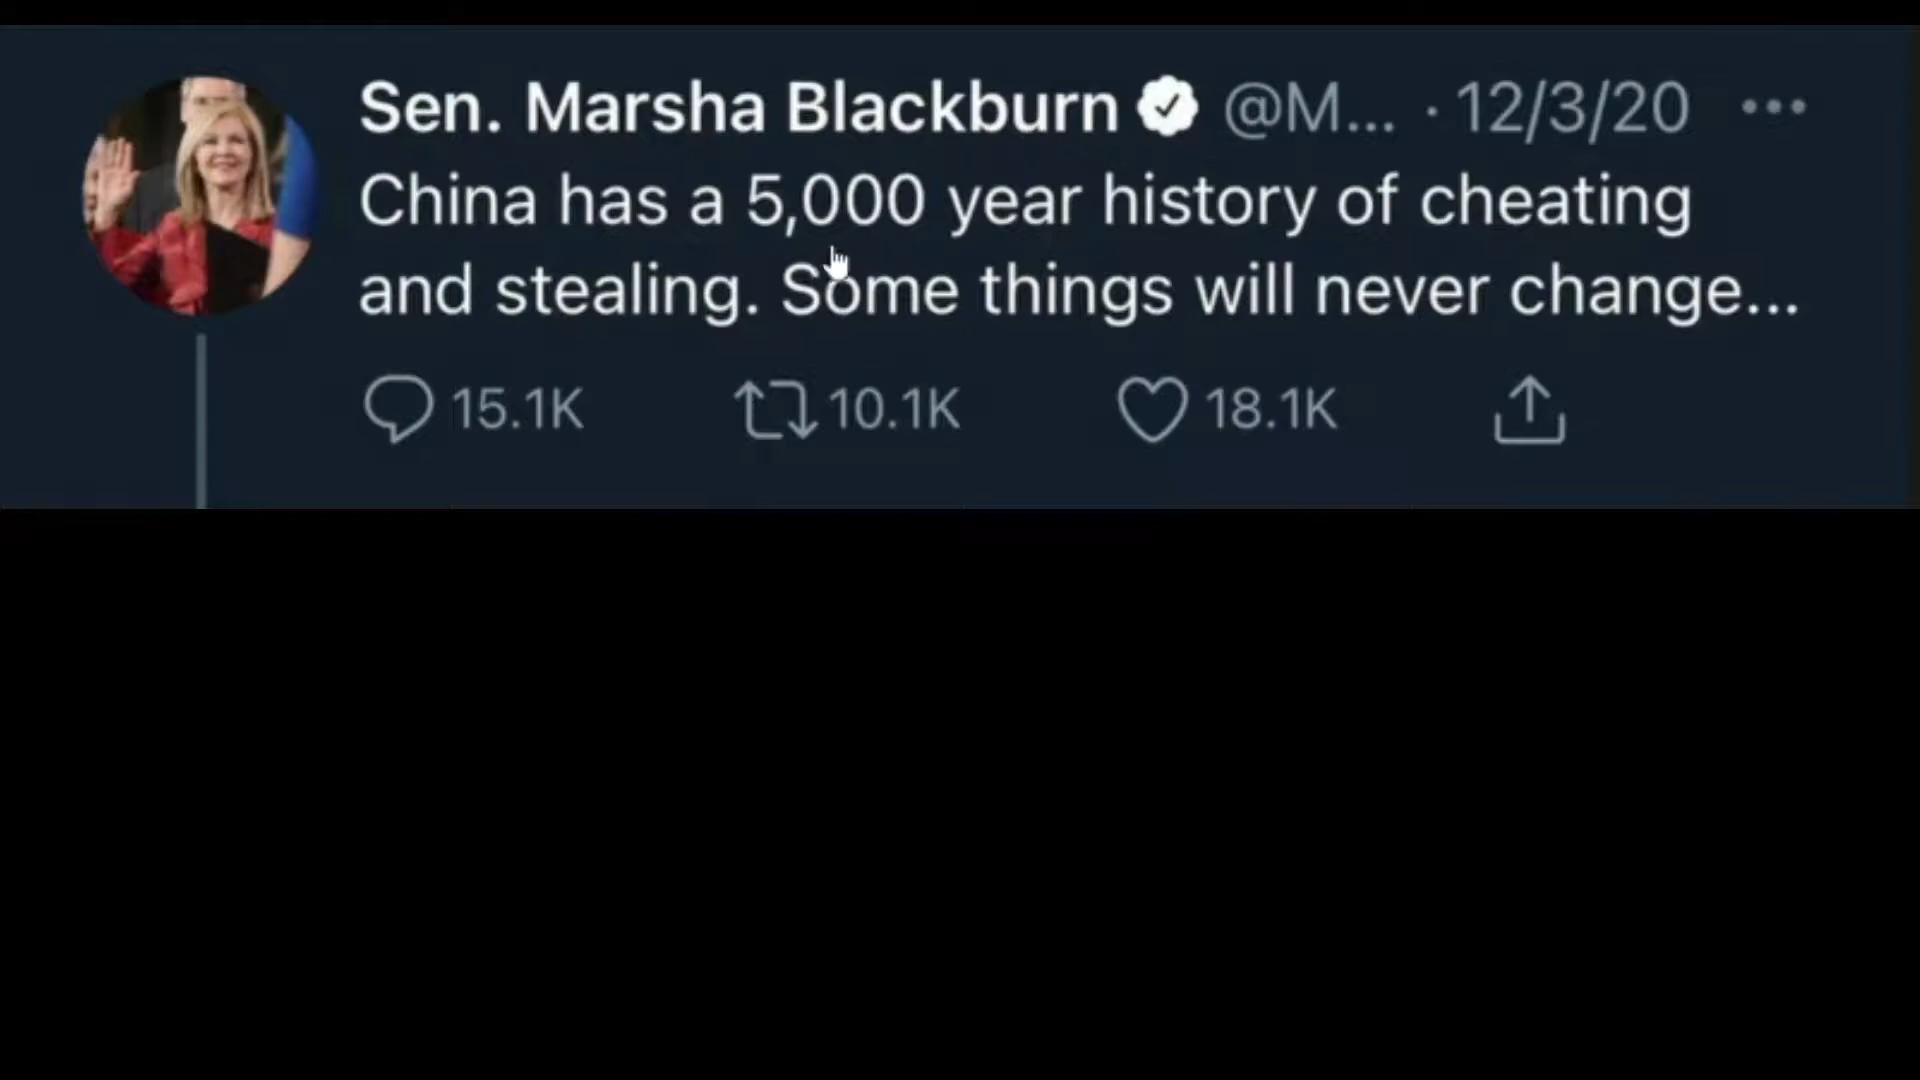 Sen. Marsha Blackburn @M... · 12/3/20
China has a 5,000 year history of cheating
and stealing. Some things will never change...
15.1K 10.1K 18.1K